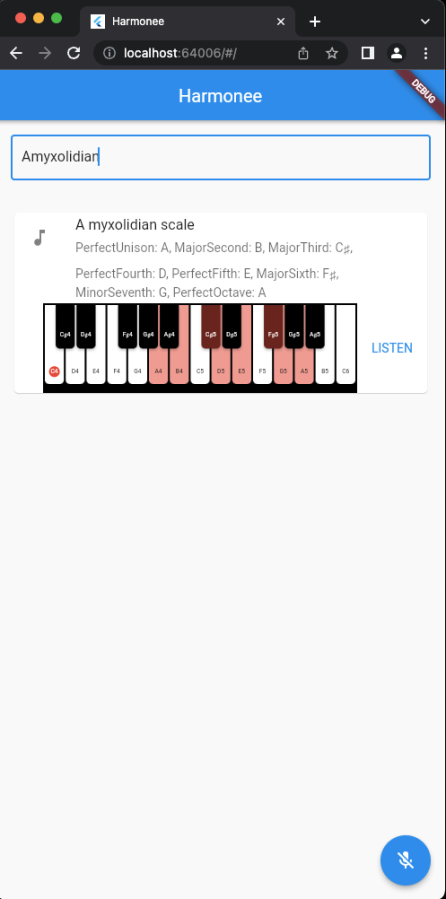 Harmonee
localhost:64006/#/
Harmonee
DEBUG
Amyxolidian
A myxolidian scale
PerfectUnison: A, MajorSecond: B, MajorThird: C♯,
PerfectFourth: D, PerfectFifth: E, MajorSixth: F♯,
MinorSeventh: G, PerfectOctave: A
C♯4 D♯4 F♯4 G♯4 A♯4 C♯5 D♯5 F♯5 G♯5 A♯5
LISTEN
C4 D4 E4 F4 G4 A4 B4 C5 D5 E5 F5 G5 A5 B5 C6